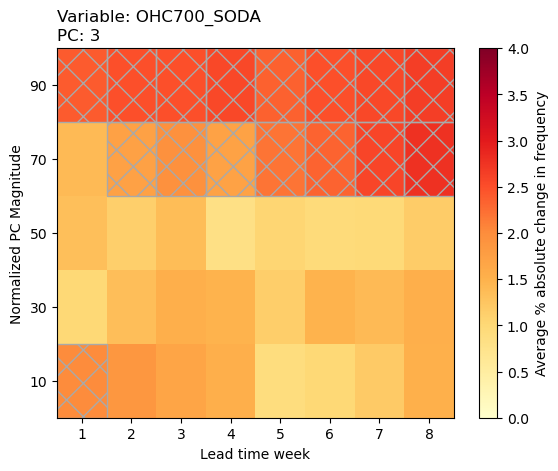 Variable: OHC700_SODA
PC: 3
4.0
3.5
3.0
2.5
2.0
1.5
1.0
0.5
0.0
Average % absolute change in frequency
Normalized PC Magnitude
90
70
50
30
10
1 2 3 4 5 6 7 8
Lead time week